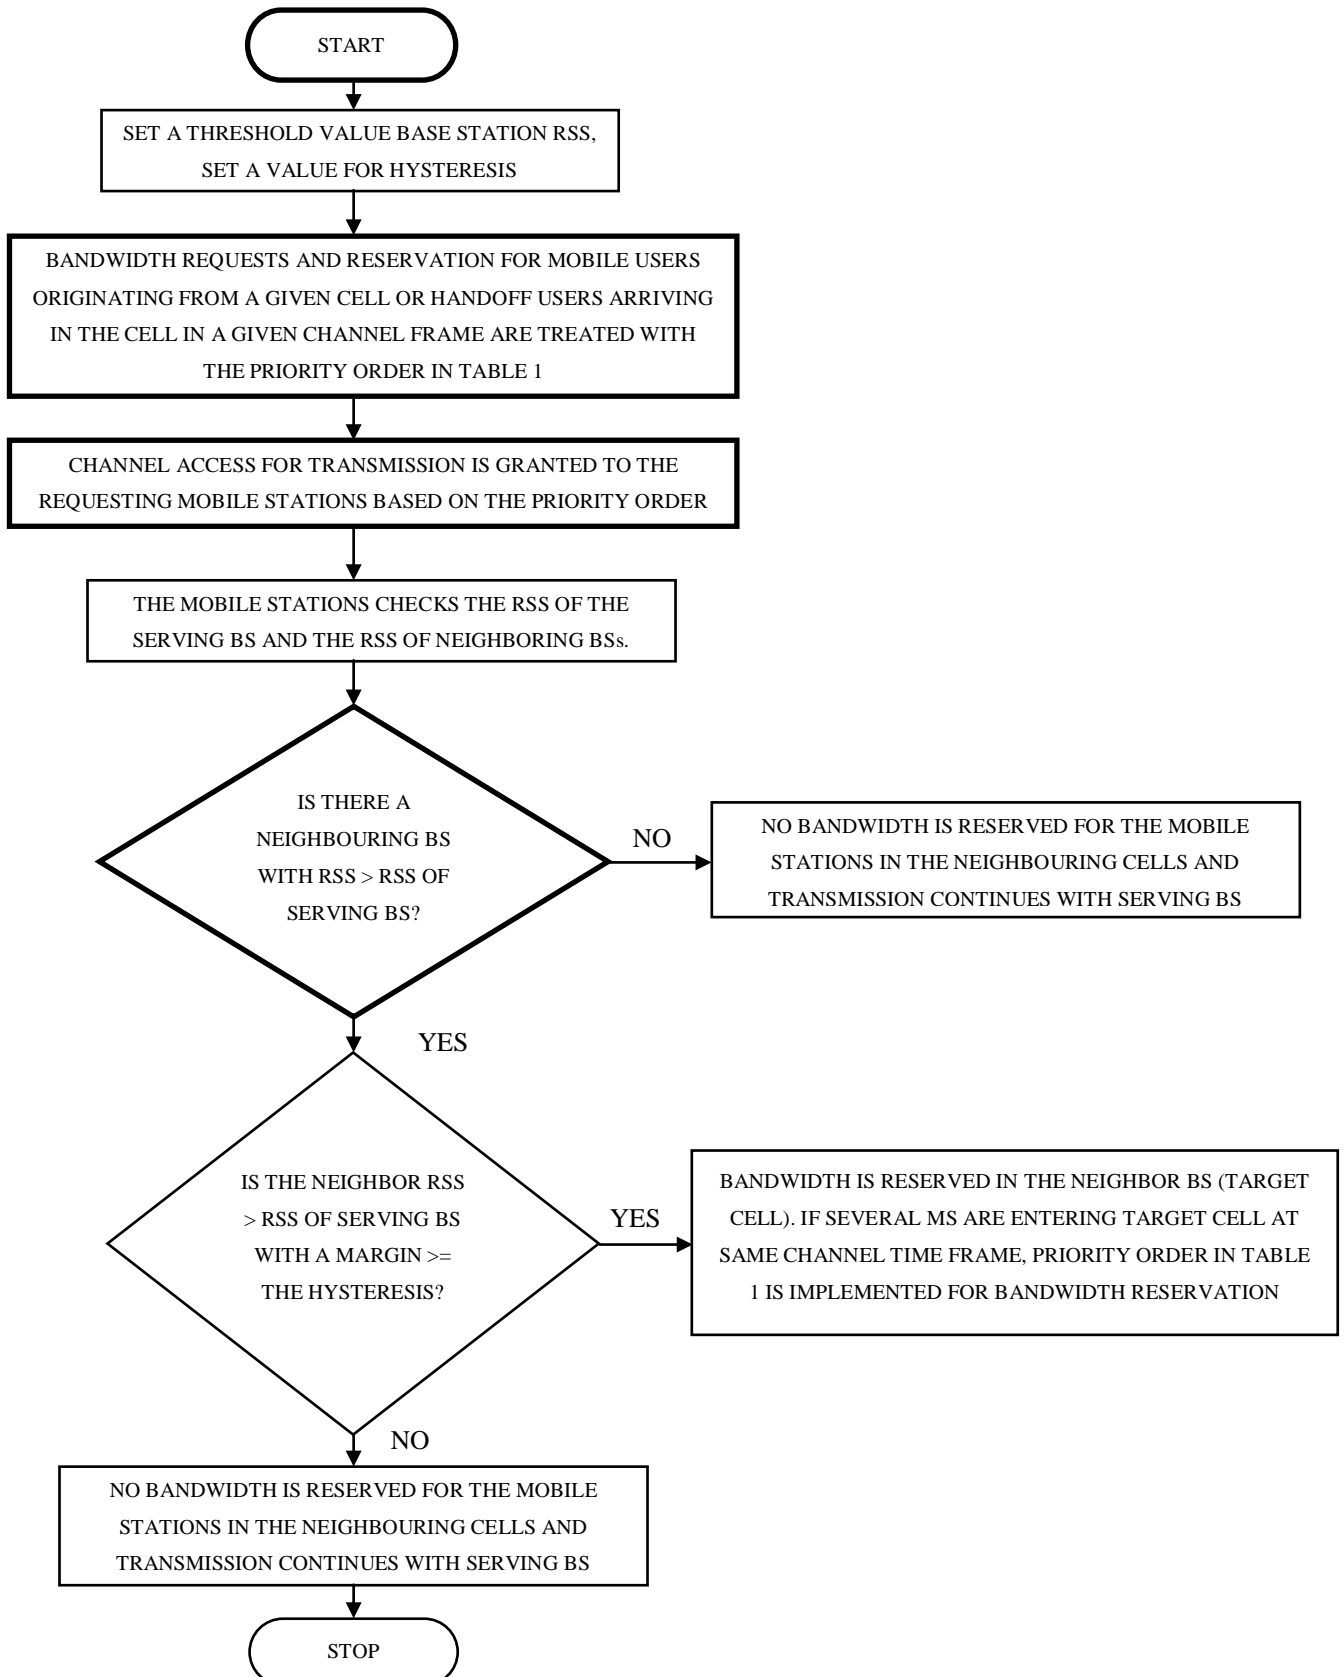 START
SET A THRESHOLD VALUE BASE STATION RSS,
SET A VALUE FOR HYSTERESIS
BANDWIDTH REQUESTS AND RESERVATION FOR MOBILE USERS
ORIGINATING FROM A GIVEN CELL OR HANDOFF USERS ARRIVING
IN THE CELL IN A GIVEN CHANNEL FRAME ARE TREATED WITH
THE PRIORITY ORDER IN TABLE 1
CHANNEL ACCESS FOR TRANSMISSION IS GRANTED TO THE
REQUESTING MOBILE STATIONS BASED ON THE PRIORITY ORDER
THE MOBILE STATIONS CHECKS THE RSS OF THE
SERVING BS AND THE RSS OF NEIGHBORING BSs.
IS THERE A
NEIGHBOURING BS
WITH RSS > RSS OF
SERVING BS?
NO
NO BANDWIDTH IS RESERVED FOR THE MOBILE
STATIONS IN THE NEIGHBOURING CELLS AND
TRANSMISSION CONTINUES WITH SERVING BS
YES
IS THE NEIGHBOR RSS
> RSS OF SERVING BS
WITH A MARGIN >=
THE HYSTERESIS?
YES
BANDWIDTH IS RESERVED IN THE NEIGHBOR BS (TARGET
CELL). IF SEVERAL MS ARE ENTERING TARGET CELL AT
SAME CHANNEL TIME FRAME, PRIORITY ORDER IN TABLE
1 IS IMPLEMENTED FOR BANDWIDTH RESERVATION
NO
NO BANDWIDTH IS RESERVED FOR THE MOBILE
STATIONS IN THE NEIGHBOURING CELLS AND
TRANSMISSION CONTINUES WITH SERVING BS
STOP